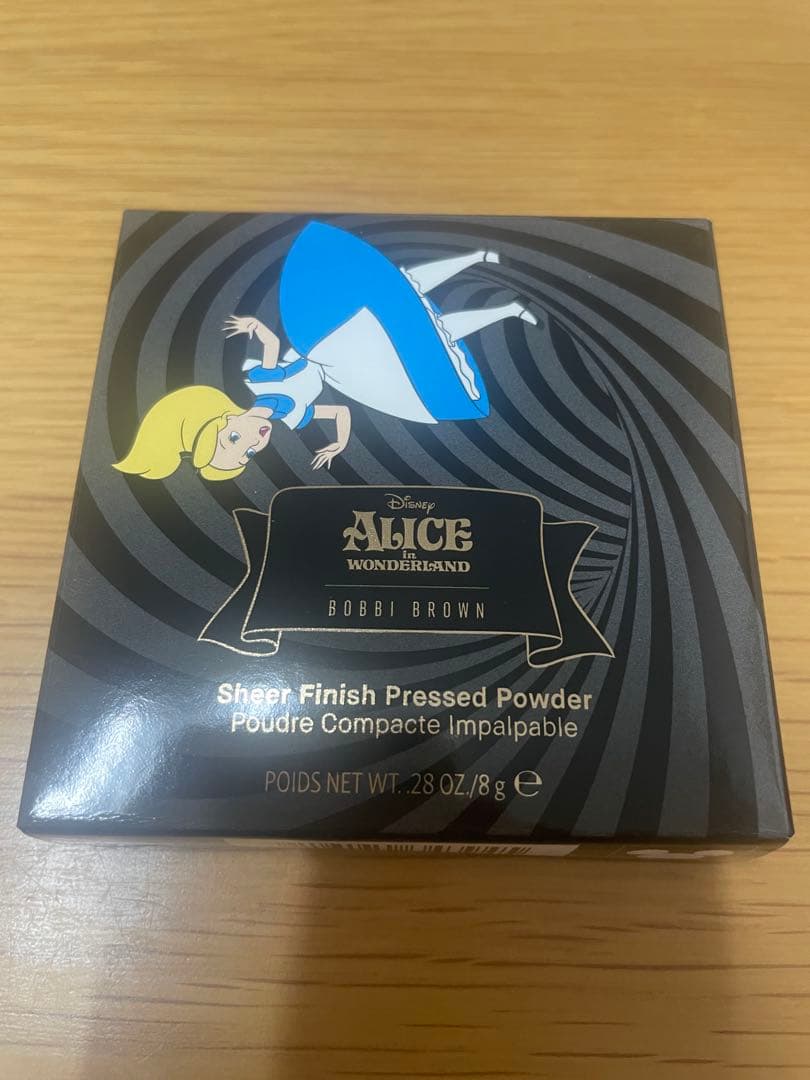 Disney
ALICE
in
WONDERLAND
BOBBI BROWN
Sheer Finish Pressed Powder
Poudre Compacte Impalpable
POIDS NET WT. .28 OZ./8 g ℮